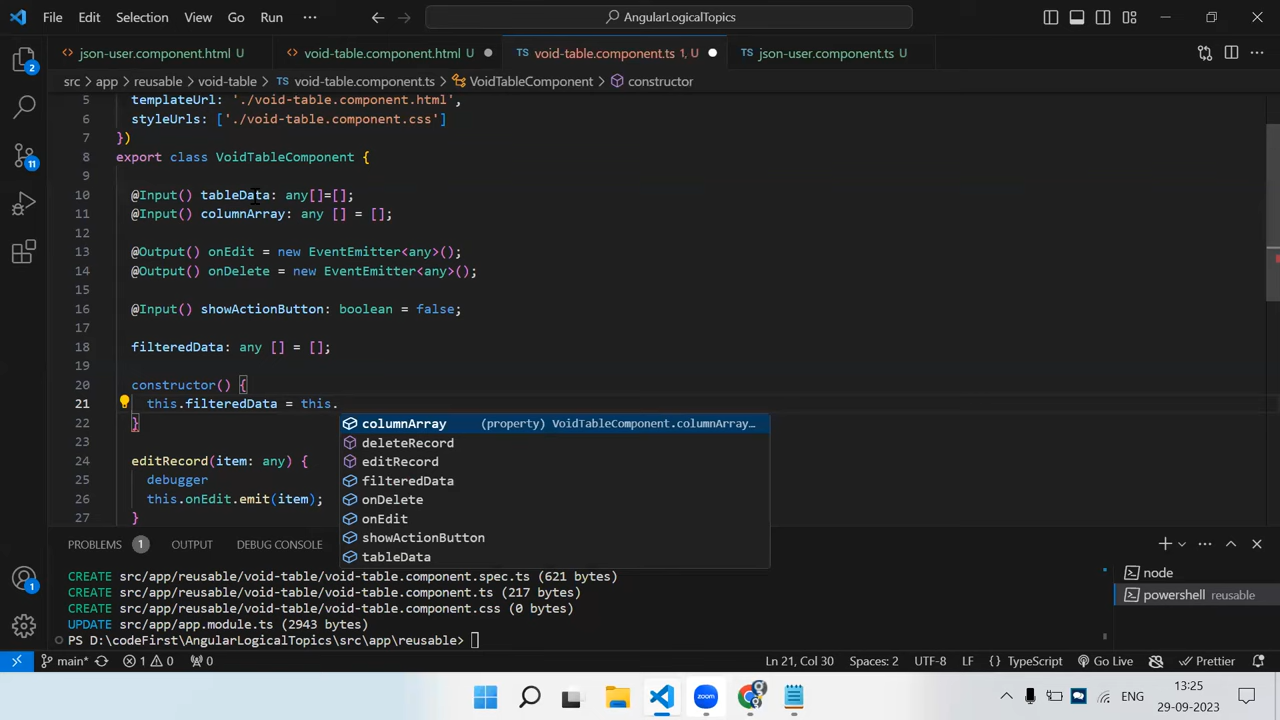 File Edit Selection View Go Run ··· AngularLogicalTopics
json-user.component.html U void-table.component.html U TS void-table.component.ts 1, U TS json-user.component.ts U
src > app > reusable > void-table > TS void-table.component.ts > VoidTableComponent > constructor
5 templateUrl: './void-table.component.html',
6 styleUrls: ['./void-table.component.css']
7 })
8 export class VoidTableComponent {
9
10 @Input() tableData: any[]=[];
11 @Input() columnArray: any [] = [];
12
13 @Output() onEdit = new EventEmitter<any>();
14 @Output() onDelete = new EventEmitter<any>();
15
16 @Input() showActionButton: boolean = false;
17
18 filteredData: any [] = [];
19
20 constructor() {
21 this.filteredData = this.
22 }
columnArray (property) VoidTableComponent.columnArray…
23
deleteRecord
24 editRecord(item: any) {
editRecord
25 debugger
filteredData
26 this.onEdit.emit(item);
onDelete
27 }
onEdit
showActionButton
tableData
PROBLEMS 1 OUTPUT DEBUG CONSOLE
CREATE src/app/reusable/void-table/void-table.component.spec.ts (621 bytes)
CREATE src/app/reusable/void-table/void-table.component.ts (217 bytes)
CREATE src/app/reusable/void-table/void-table.component.css (0 bytes)
UPDATE src/app/app.module.ts (2943 bytes)
PS D:\codeFirst\AngularLogicalTopics\src\app\reusable>
node
powershell reusable
2
11
1
main* 1 0 0 Ln 21, Col 30 Spaces: 2 UTF-8 LF {} TypeScript Go Live Prettier
ENG 13:25
29-09-2023